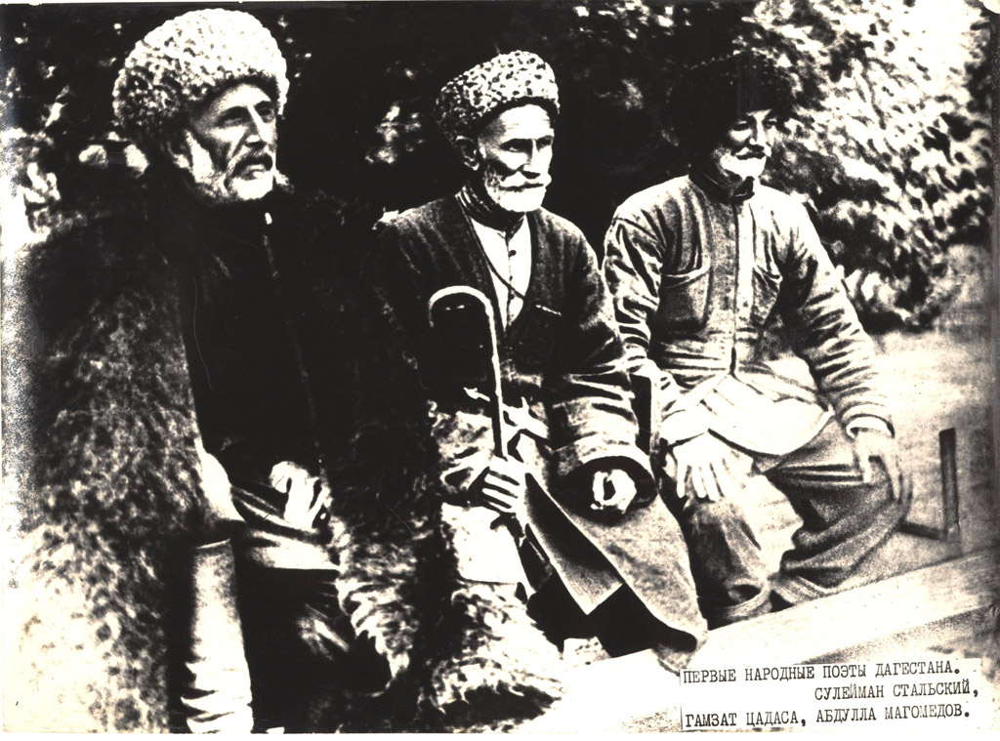 ПЕРВЫЕ НАРОДНЫЕ ПОЭТЫ ДАГЕСТАНА.
СУЛЕЙМАН СТАЛЬСКИЙ,
ГАМЗАТ ЦАДАСА, АБДУЛЛА МАГОМЕДОВ.